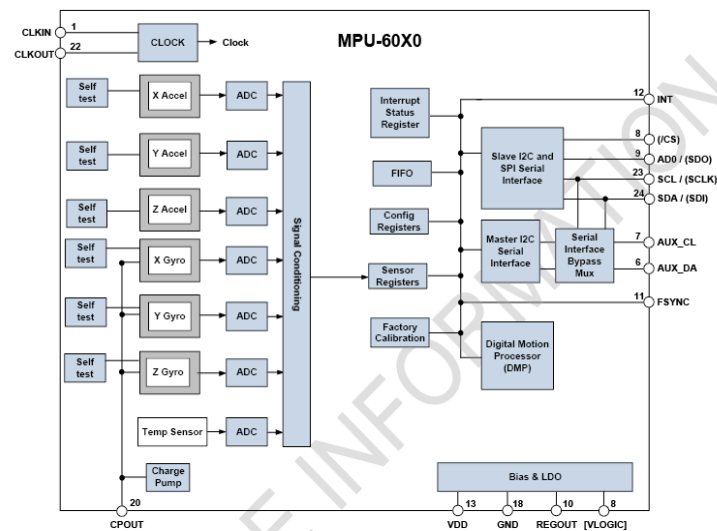 MPU-60X0
CLKIN
1
CLKOUT
22
CLOCK
Clock
Self
test
X Accel
ADC
Self
test
Y Accel
ADC
Self
test
Z Accel
ADC
Self
test
X Gyro
ADC
Self
test
Y Gyro
ADC
Self
test
Z Gyro
ADC
Temp Sensor
ADC
Charge
Pump
20
CPOUT
Signal Conditioning
Interrupt
Status
Register
FIFO
Config
Registers
Sensor
Registers
Factory
Calibration
Slave I2C and
SPI Serial
Interface
Master I2C
Serial
Interface
Serial
Interface
Bypass
Mux
Digital Motion
Processor
(DMP)
12
INT
8
(/CS)
9
AD0 / (SDO)
23
SCL / (SCLK)
24
SDA / (SDI)
7
AUX_CL
6
AUX_DA
11
FSYNC
Bias & LDO
13
VDD
18
GND
10
REGOUT
8
[VLOGIC]
E INFORMATION